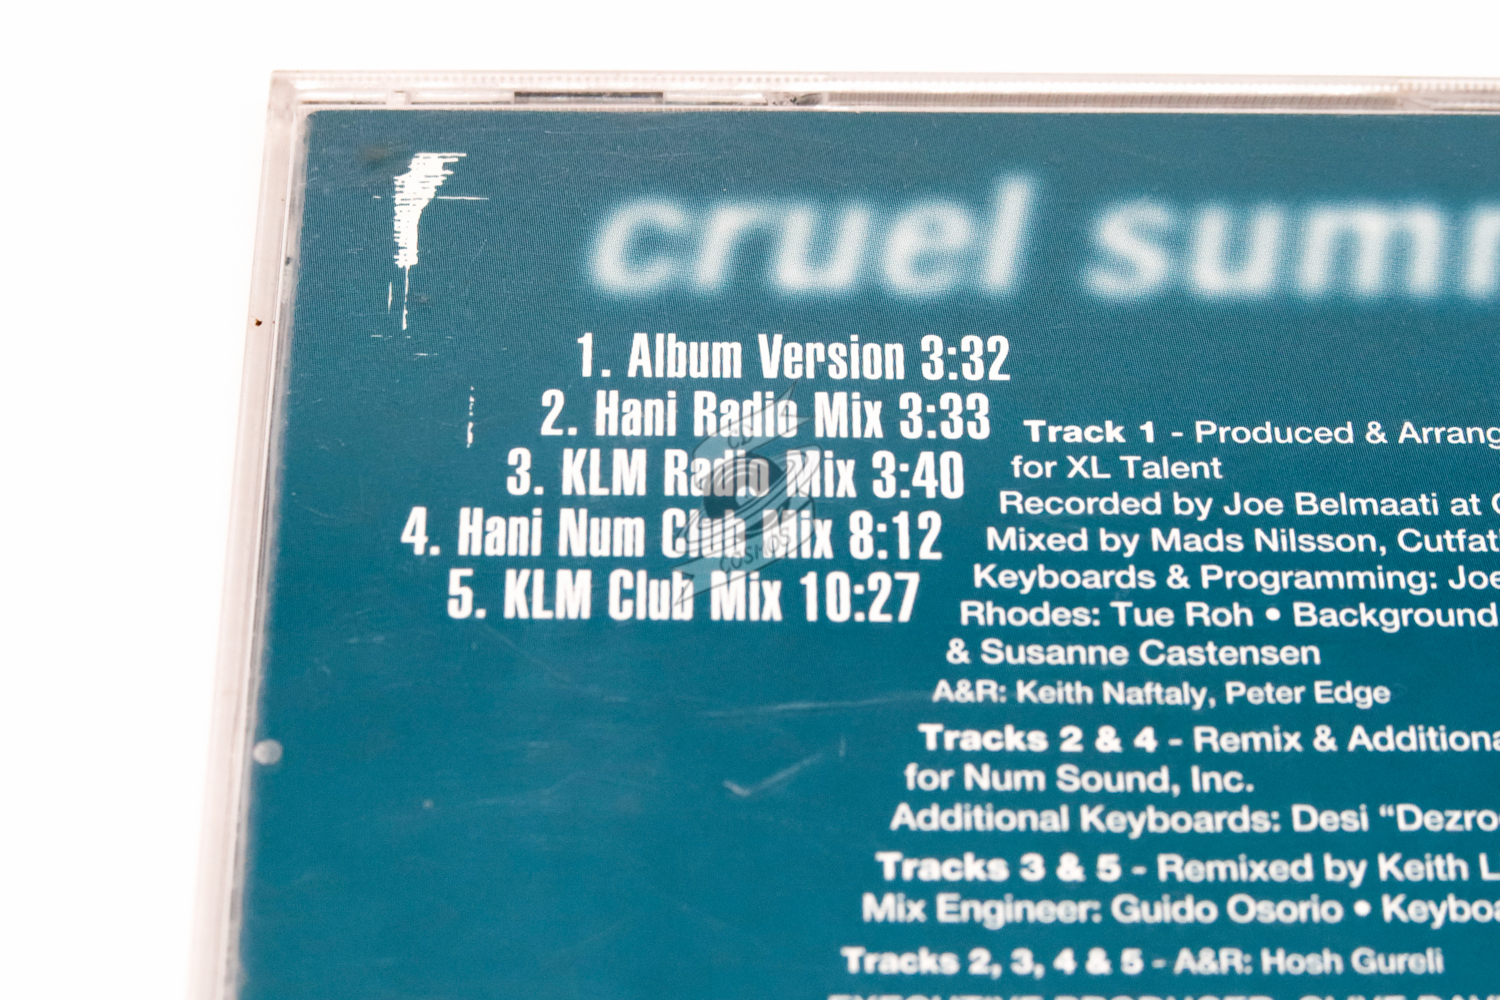 cruel summ
1. Album Version 3:32
2. Hani Radio Mix 3:33
3. KLM Radio Mix 3:40
4. Hani Num Club Mix 8:12
5. KLM Club Mix 10:27
CD
COSMOS
Track 1 - Produced & Arrang
for XL Talent
Recorded by Joe Belmaati at C
Mixed by Mads Nilsson, Cutfat
Keyboards & Programming: Joe
Rhodes: Tue Roh • Background
& Susanne Castensen
A&R: Keith Naftaly, Peter Edge
Tracks 2 & 4 - Remix & Additiona
for Num Sound, Inc.
Additional Keyboards: Desi “Dezro
Tracks 3 & 5 - Remixed by Keith L
Mix Engineer: Guido Osorio • Keyboa
Tracks 2, 3, 4 & 5 - A&R: Hosh Gureli